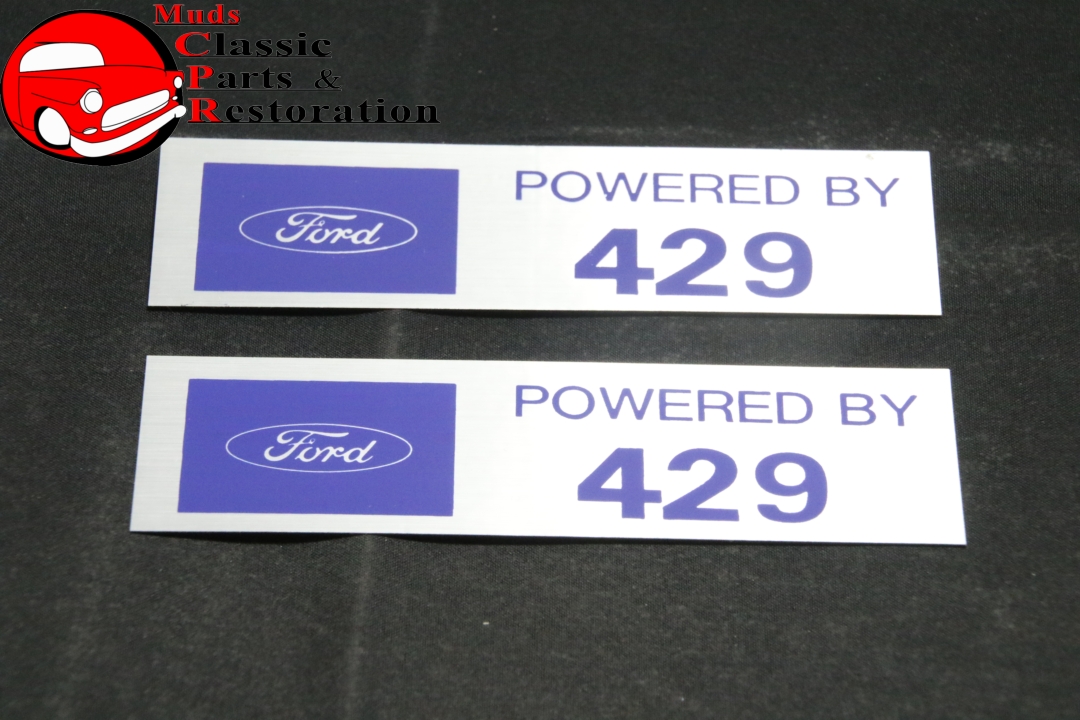 Muds
Classic
Parts &
Restoration
Ford
POWERED BY
429
Ford
POWERED BY
429